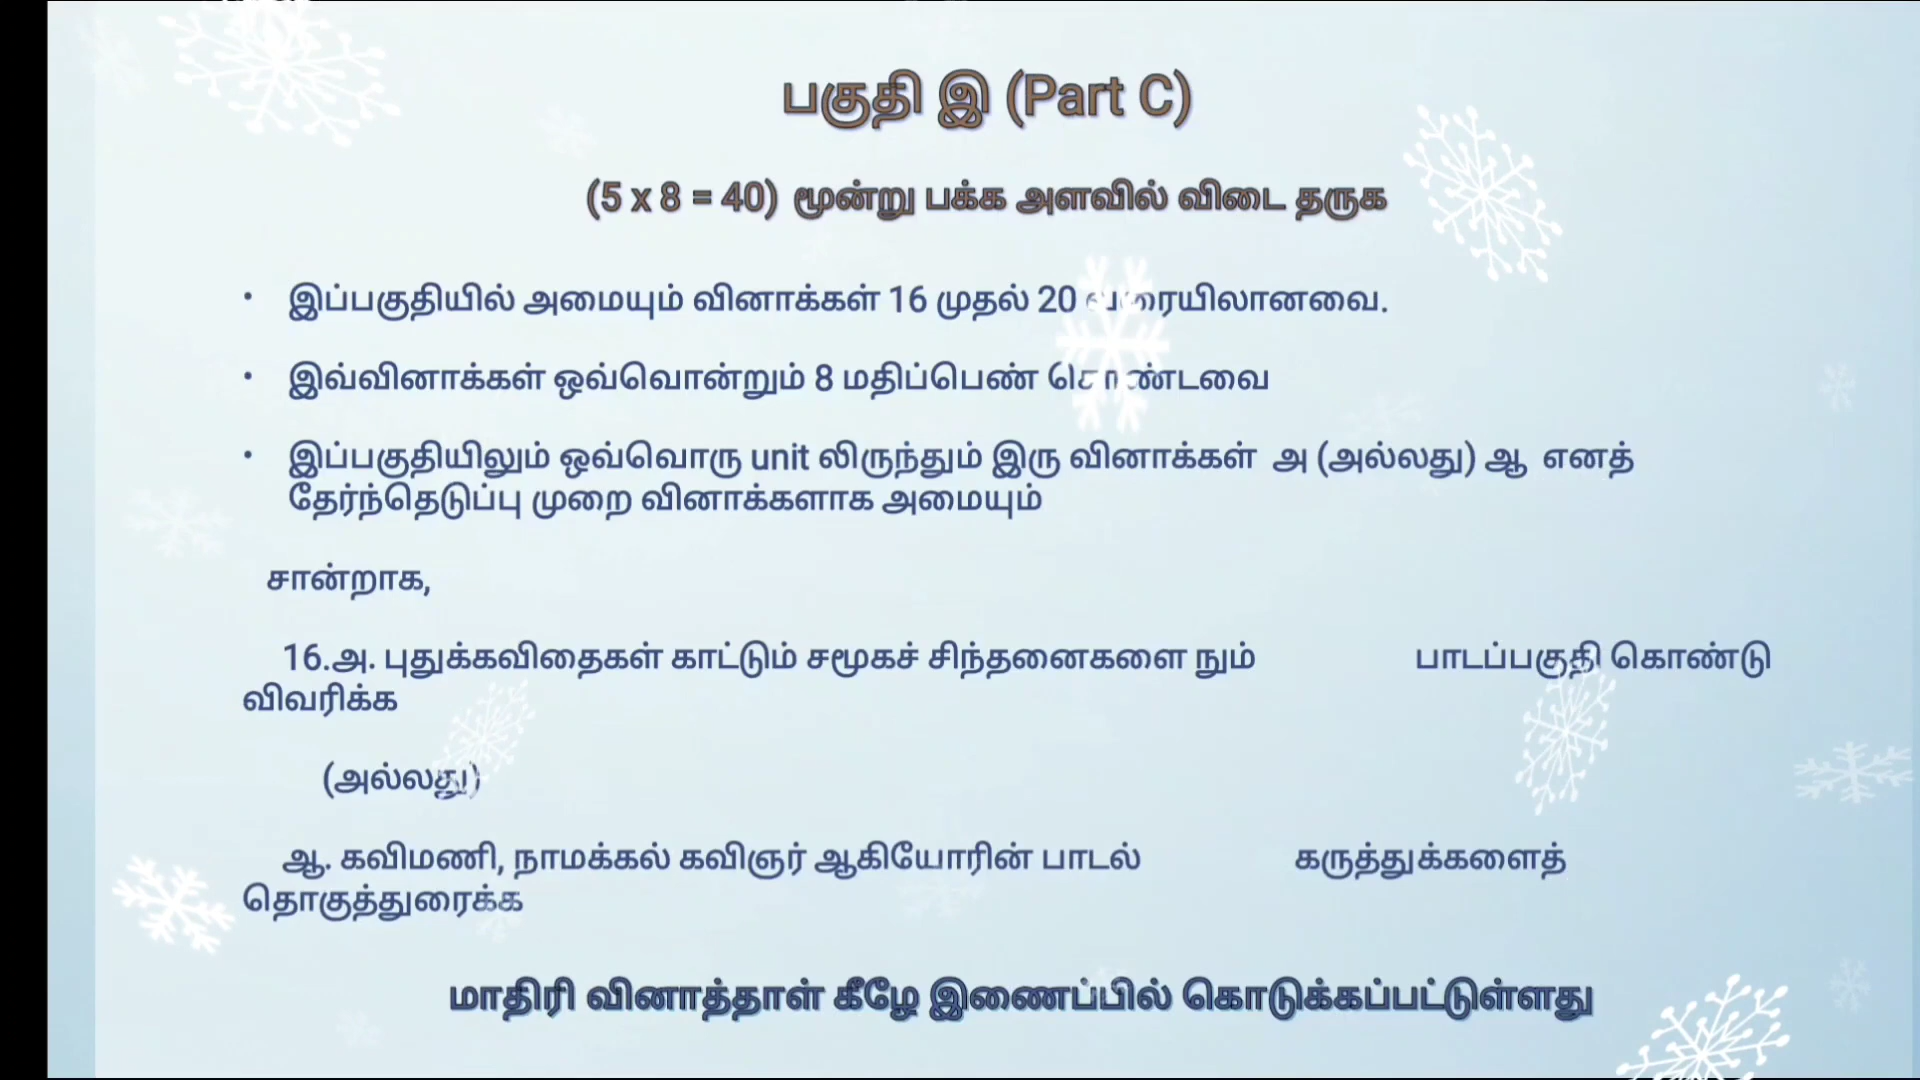 பகுதி இ (Part C)
(5 x 8 = 40) மூன்று பக்க அளவில் விடை தருக
• இப்பகுதியில் அமையும் வினாக்கள் 16 முதல் 20 வரையிலானவை.
• இவ்வினாக்கள் ஒவ்வொன்றும் 8 மதிப்பெண் கொண்டவை
• இப்பகுதியிலும் ஒவ்வொரு unit லிருந்தும் இரு வினாக்கள் அ (அல்லது) ஆ எனத்
தேர்ந்தெடுப்பு முறை வினாக்களாக அமையும்
சான்றாக,
16.அ. புதுக்கவிதைகள் காட்டும் சமூகச் சிந்தனைகளை நும் பாடப்பகுதி கொண்டு
விவரிக்க
(அல்லது)
ஆ. கவிமணி, நாமக்கல் கவிஞர் ஆகியோரின் பாடல் கருத்துக்களைத்
தொகுத்துரைக்க
மாதிரி வினாத்தாள் கீழே இணைப்பில் கொடுக்கப்பட்டுள்ளது